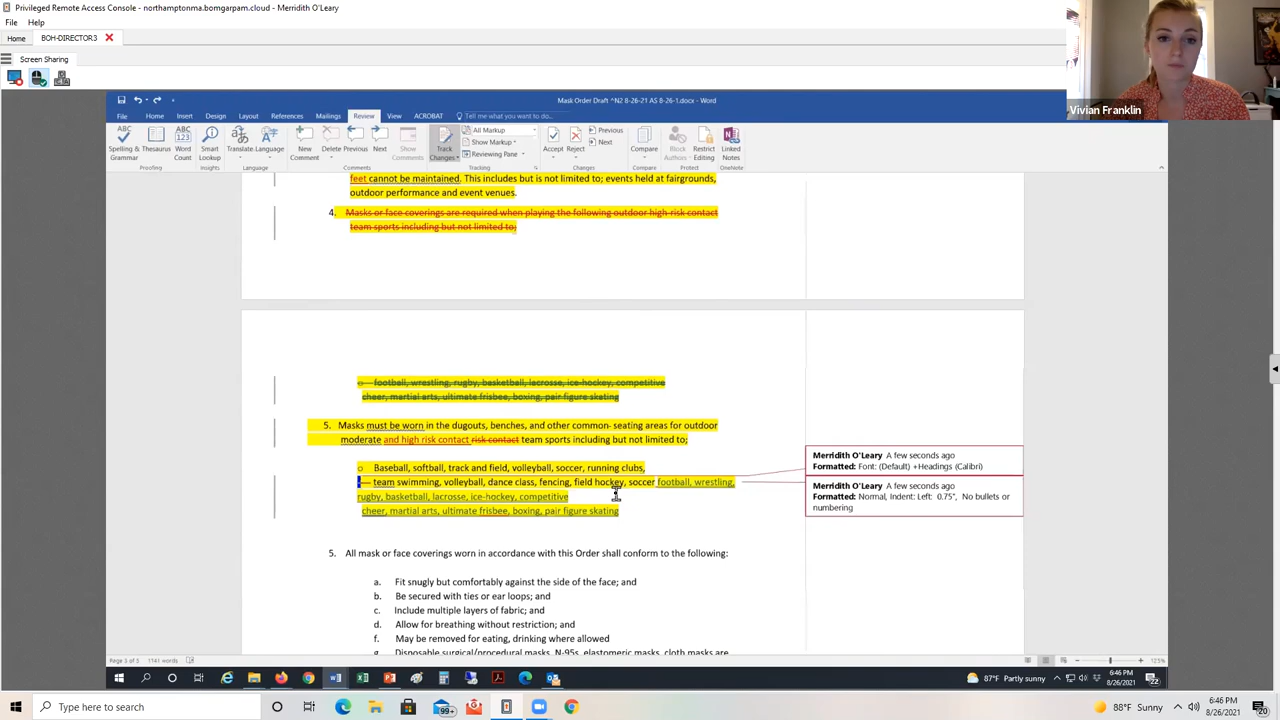 Privileged Remote Access Console - northamptonma.bomgarpam.cloud - Merridith O'Leary
File Help
Home BOH-DIRECTOR3
Screen Sharing
Vivian Franklin
Mask Order Draft ^N2 8-26-21 AS 8-26-1.docx - Word
File Home Insert Design Layout References Mailings Review View ACROBAT Tell me what you want to do...
ABC ABC 123
All Markup
Show Markup
Reviewing Pane
Previous
Next
Spelling & Grammar Thesaurus Word Count Smart Lookup Translate Language New Comment Delete Previous Next Show Comments Track Changes Accept Reject Compare Block Authors Restrict Editing Linked Notes
Proofing Insights Language Comments Tracking Changes Compare Protect OneNote
feet cannot be maintained. This includes but is not limited to; events held at fairgrounds,
outdoor performance and event venues.
4. Masks or face coverings are required when playing the following outdoor high-risk contact
team sports including but not limited to;
o football, wrestling, rugby, basketball, lacrosse, ice-hockey, competitive
cheer, martial arts, ultimate frisbee, boxing, pair figure skating
5. Masks must be worn in the dugouts, benches, and other common- seating areas for outdoor
moderate and high risk contact risk contact team sports including but not limited to;
o Baseball, softball, track and field, volleyball, soccer, running clubs,
team swimming, volleyball, dance class, fencing, field hockey, soccer football, wrestling,
rugby, basketball, lacrosse, ice-hockey, competitive
cheer, martial arts, ultimate frisbee, boxing, pair figure skating
Merridith O'Leary A few seconds ago
Formatted: Font: (Default) +Headings (Calibri)
Merridith O'Leary A few seconds ago
Formatted: Normal, Indent: Left: 0.75", No bullets or
numbering
5. All mask or face coverings worn in accordance with this Order shall conform to the following:
a. Fit snugly but comfortably against the side of the face; and
b. Be secured with ties or ear loops; and
c. Include multiple layers of fabric; and
d. Allow for breathing without restriction; and
f. May be removed for eating, drinking where allowed
g. Disposable surgical/procedural masks, N-95s, elastomeric masks, cloth masks are
Page 3 of 5 1141 words
125%
87°F Partly sunny
6:46 PM
8/26/2021
22
Type here to search
99+
88°F Sunny
6:46 PM
8/26/2021
20